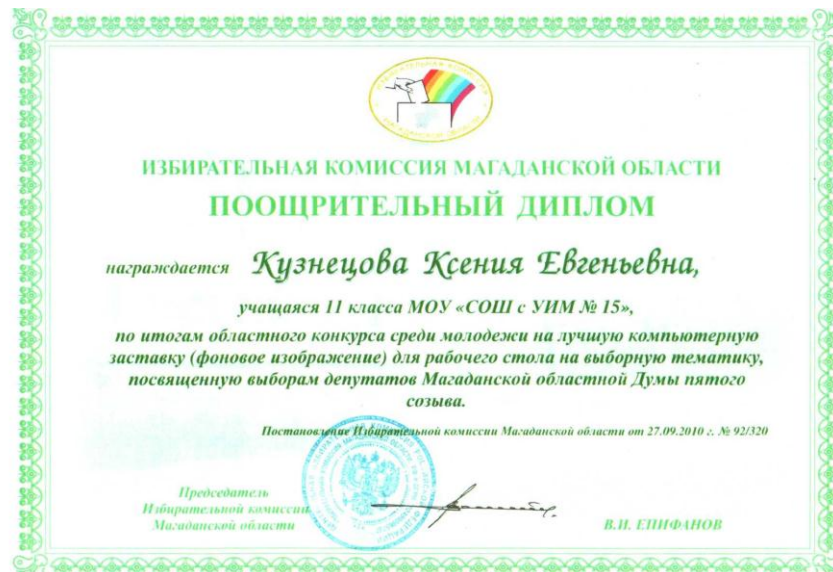 ИЗБИРАТЕЛЬНАЯ КОМИССИЯ МАГАДАНСКОЙ ОБЛАСТИ
ПООЩРИТЕЛЬНЫЙ ДИПЛОМ
награждается Кузнецова Ксения Евгеньевна,
учащаяся 11 класса МОУ «СОШ с УИМ № 15»,
по итогам областного конкурса среди молодежи на лучшую компьютерную
заставку (фоновое изображение) для рабочего стола на выборную тематику,
посвященную выборам депутатов Магаданской областной Думы пятого
созыва.
Постановление Избирательной комиссии Магаданской области от 27.09.2010 г. № 92/320
Председатель
Избирательной комиссии
Магаданской области
В.И. ЕПИФАНОВ